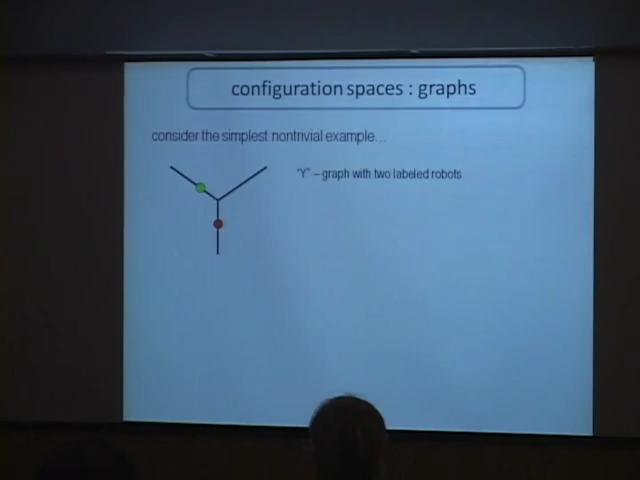 configuration spaces : graphs
consider the simplest nontrivial example...
"Y" – graph with two labeled robots